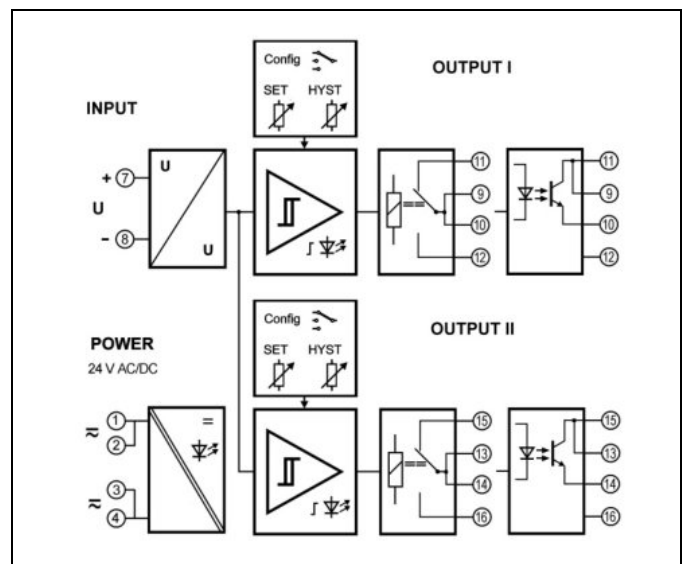 Config
OUTPUT I
SET HYST
INPUT
+ 7
U
- 8
U
U
11
9
10
12
11
9
10
12
Config
OUTPUT II
SET HYST
POWER
24 V AC/DC
≂ 1
2
≂ 3
4
=
15
13
14
16
15
13
14
16